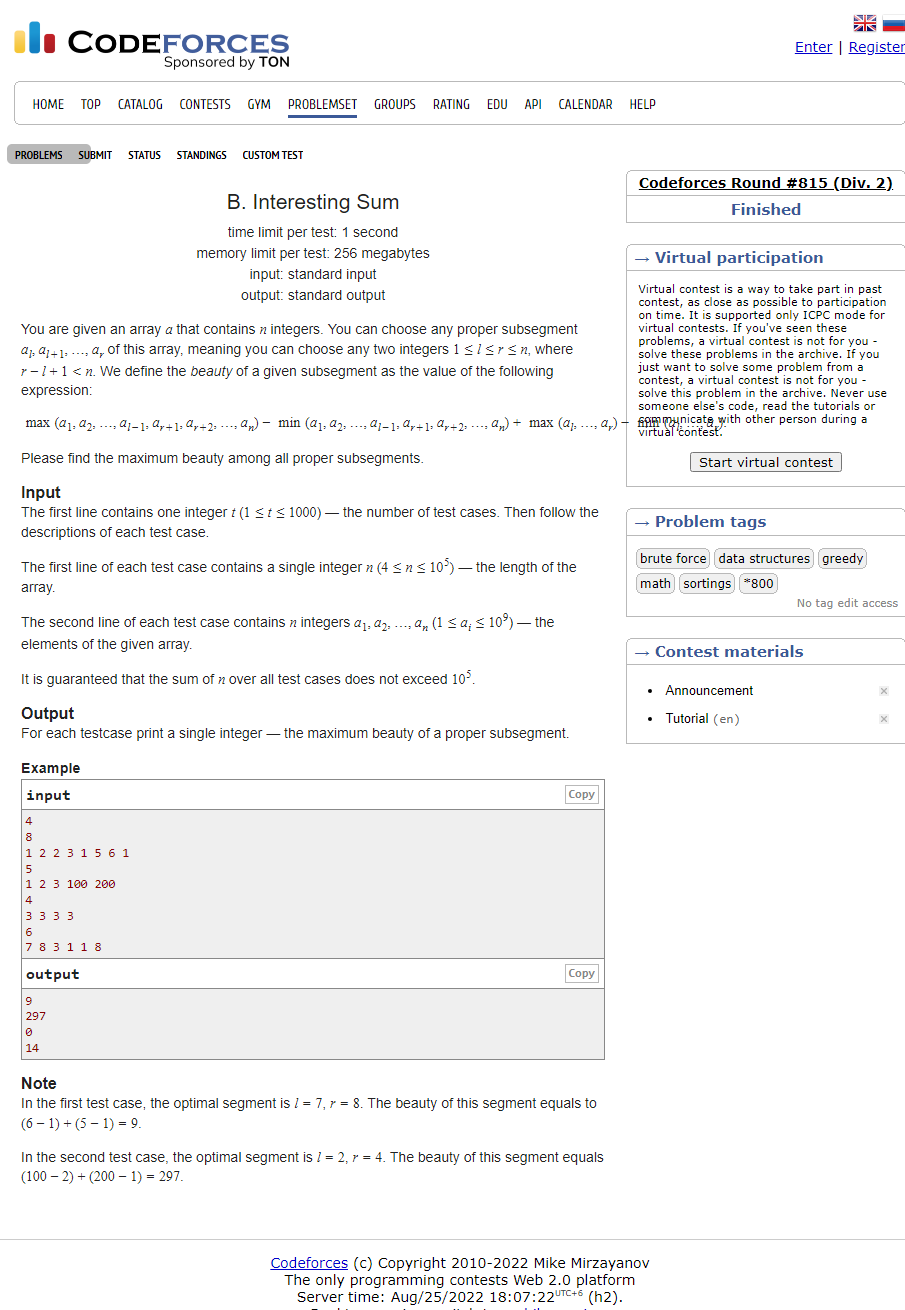 CODEFORCES
Sponsored by TON
Enter | Register
HOME TOP CATALOG CONTESTS GYM PROBLEMSET GROUPS RATING EDU API CALENDAR HELP
PROBLEMS SUBMIT STATUS STANDINGS CUSTOM TEST
B. Interesting Sum
time limit per test: 1 second
memory limit per test: 256 megabytes
input: standard input
output: standard output
You are given an array a that contains n integers. You can choose any proper subsegment
a_l, a_{l+1}, …, a_r of this array, meaning you can choose any two integers 1 ≤ l ≤ r ≤ n, where
r − l + 1 < n. We define the beauty of a given subsegment as the value of the following
expression:
max (a_1, a_2, …, a_{l−1}, a_{r+1}, a_{r+2}, …, a_n) − min (a_1, a_2, …, a_{l−1}, a_{r+1}, a_{r+2}, …, a_n) + max (a_l, …, a_r) − min (a_l, …, a_r).
Please find the maximum beauty among all proper subsegments.
Input
The first line contains one integer t (1 ≤ t ≤ 1000) — the number of test cases. Then follow the
descriptions of each test case.
The first line of each test case contains a single integer n (4 ≤ n ≤ 10^5) — the length of the
array.
The second line of each test case contains n integers a_1, a_2, …, a_n (1 ≤ a_i ≤ 10^9) — the
elements of the given array.
It is guaranteed that the sum of n over all test cases does not exceed 10^5.
Output
For each testcase print a single integer — the maximum beauty of a proper subsegment.
Example
input
Copy
4
8
1 2 2 3 1 5 6 1
5
1 2 3 100 200
4
3 3 3 3
6
7 8 3 1 1 8
output
Copy
9
297
0
14
Note
In the first test case, the optimal segment is l = 7, r = 8. The beauty of this segment equals to
(6 − 1) + (5 − 1) = 9.
In the second test case, the optimal segment is l = 2, r = 4. The beauty of this segment equals
(100 − 2) + (200 − 1) = 297.
Codeforces Round #815 (Div. 2)
Finished
→ Virtual participation
Virtual contest is a way to take part in past
contest, as close as possible to participation
on time. It is supported only ICPC mode for
virtual contests. If you've seen these
problems, a virtual contest is not for you -
solve these problems in the archive. If you
just want to solve some problem from a
contest, a virtual contest is not for you -
solve this problem in the archive. Never use
someone else's code, read the tutorials or
communicate with other person during a
virtual contest.
Start virtual contest
→ Problem tags
brute force data structures greedy
math sortings *800
No tag edit access
→ Contest materials
• Announcement ×
• Tutorial (en) ×
Codeforces (c) Copyright 2010-2022 Mike Mirzayanov
The only programming contests Web 2.0 platform
Server time: Aug/25/2022 18:07:22 UTC+6 (h2).